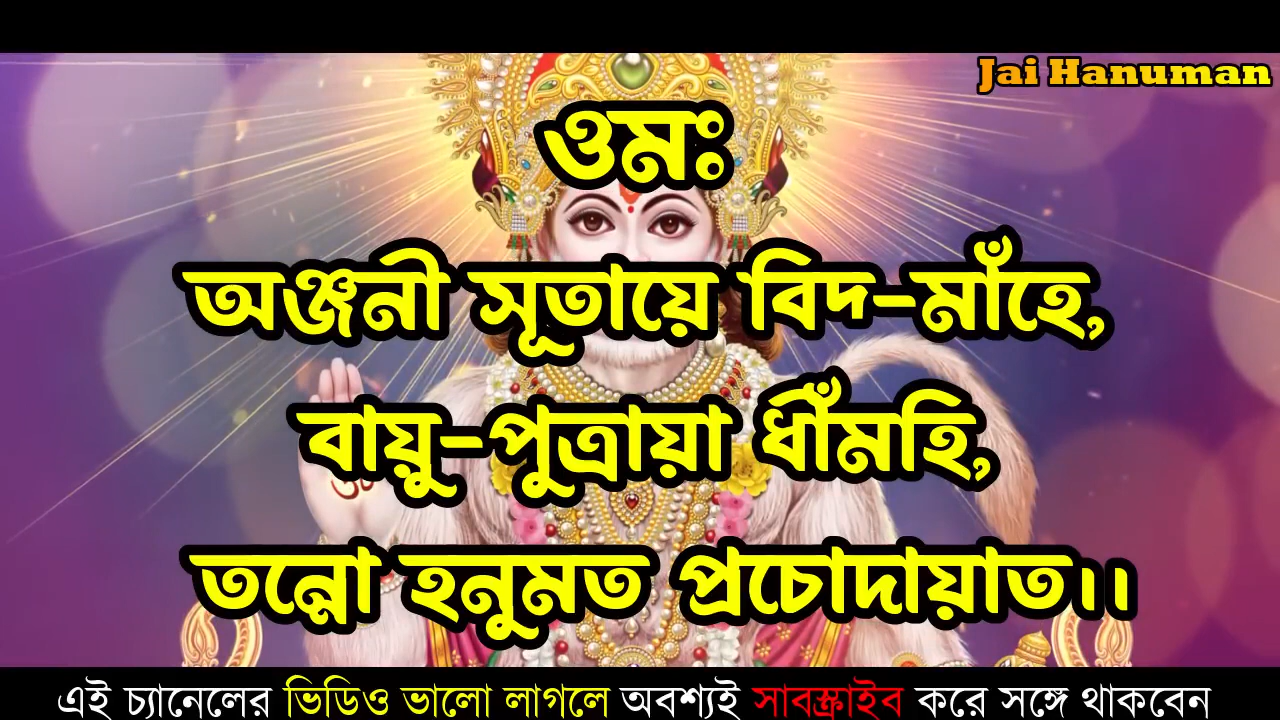 Jai Hanuman
ওমঃ
অঞ্জনী সূতায়ে বিদ-মাঁহে,
বায়ু-পুত্রায়া ধীঁমহি,
তন্নো হনুমত প্রচোদায়াত।।
এই চ্যানেলের ভিডিও ভালো লাগলে অবশ্যই সাবস্ক্রাইব করে সঙ্গে থাকবেন